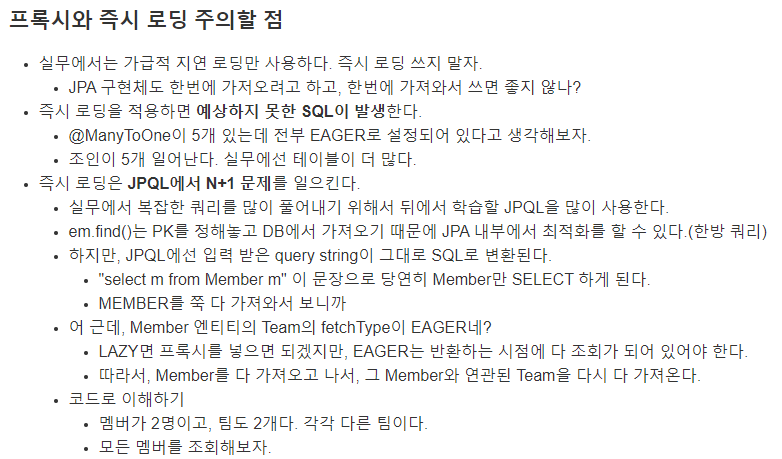 프록시와 즉시 로딩 주의할 점
실무에서는 가급적 지연 로딩만 사용하다. 즉시 로딩 쓰지 말자.
JPA 구현체도 한번에 가저오려고 하고, 한번에 가져와서 쓰면 좋지 않나?
즉시 로딩을 적용하면 예상하지 못한 SQL이 발생한다.
@ManyToOne이 5개 있는데 전부 EAGER로 설정되어 있다고 생각해보자.
조인이 5개 일어난다. 실무에선 테이블이 더 많다.
즉시 로딩은 JPQL에서 N+1 문제를 일으킨다.
실무에서 복잡한 쿼리를 많이 풀어내기 위해서 뒤에서 학습할 JPQL을 많이 사용한다.
em.find()는 PK를 정해놓고 DB에서 가져오기 때문에 JPA 내부에서 최적화를 할 수 있다.(한방 쿼리)
하지만, JPQL에선 입력 받은 query string이 그대로 SQL로 변환된다.
"select m from Member m" 이 문장으로 당연히 Member만 SELECT 하게 된다.
MEMBER를 쭉 다 가져와서 보니까
어 근데, Member 엔티티의 Team의 fetchType이 EAGER네?
LAZY면 프록시를 넣으면 되겠지만, EAGER는 반환하는 시점에 다 조회가 되어 있어야 한다.
따라서, Member를 다 가져오고 나서, 그 Member와 연관된 Team을 다시 다 가져온다.
코드로 이해하기
멤버가 2명이고, 팀도 2개다. 각각 다른 팀이다.
모든 멤버를 조회해보자.